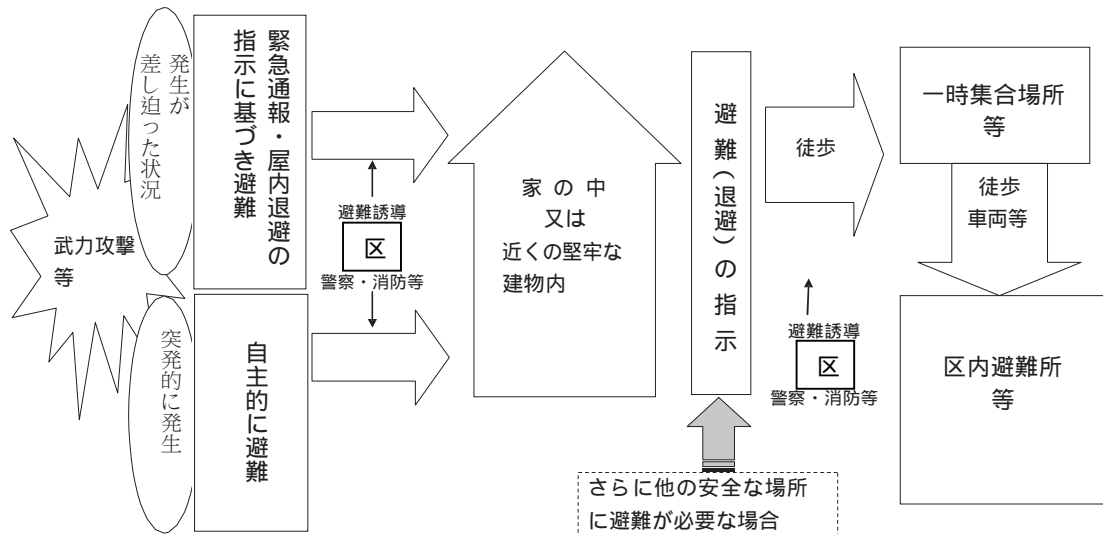 武力攻撃
等
発生が
差し迫った状況
緊急通報・屋内退避の
指示に基づき避難
突発的に発生
自主的に避難
避難誘導
区
警察・消防等
家の中
又は
近くの堅牢な
建物内
避難(退避)の指示
さらに他の安全な場所
に避難が必要な場合
徒歩
避難誘導
区
警察・消防等
一時集合場所
等
徒歩
車両等
区内避難所
等